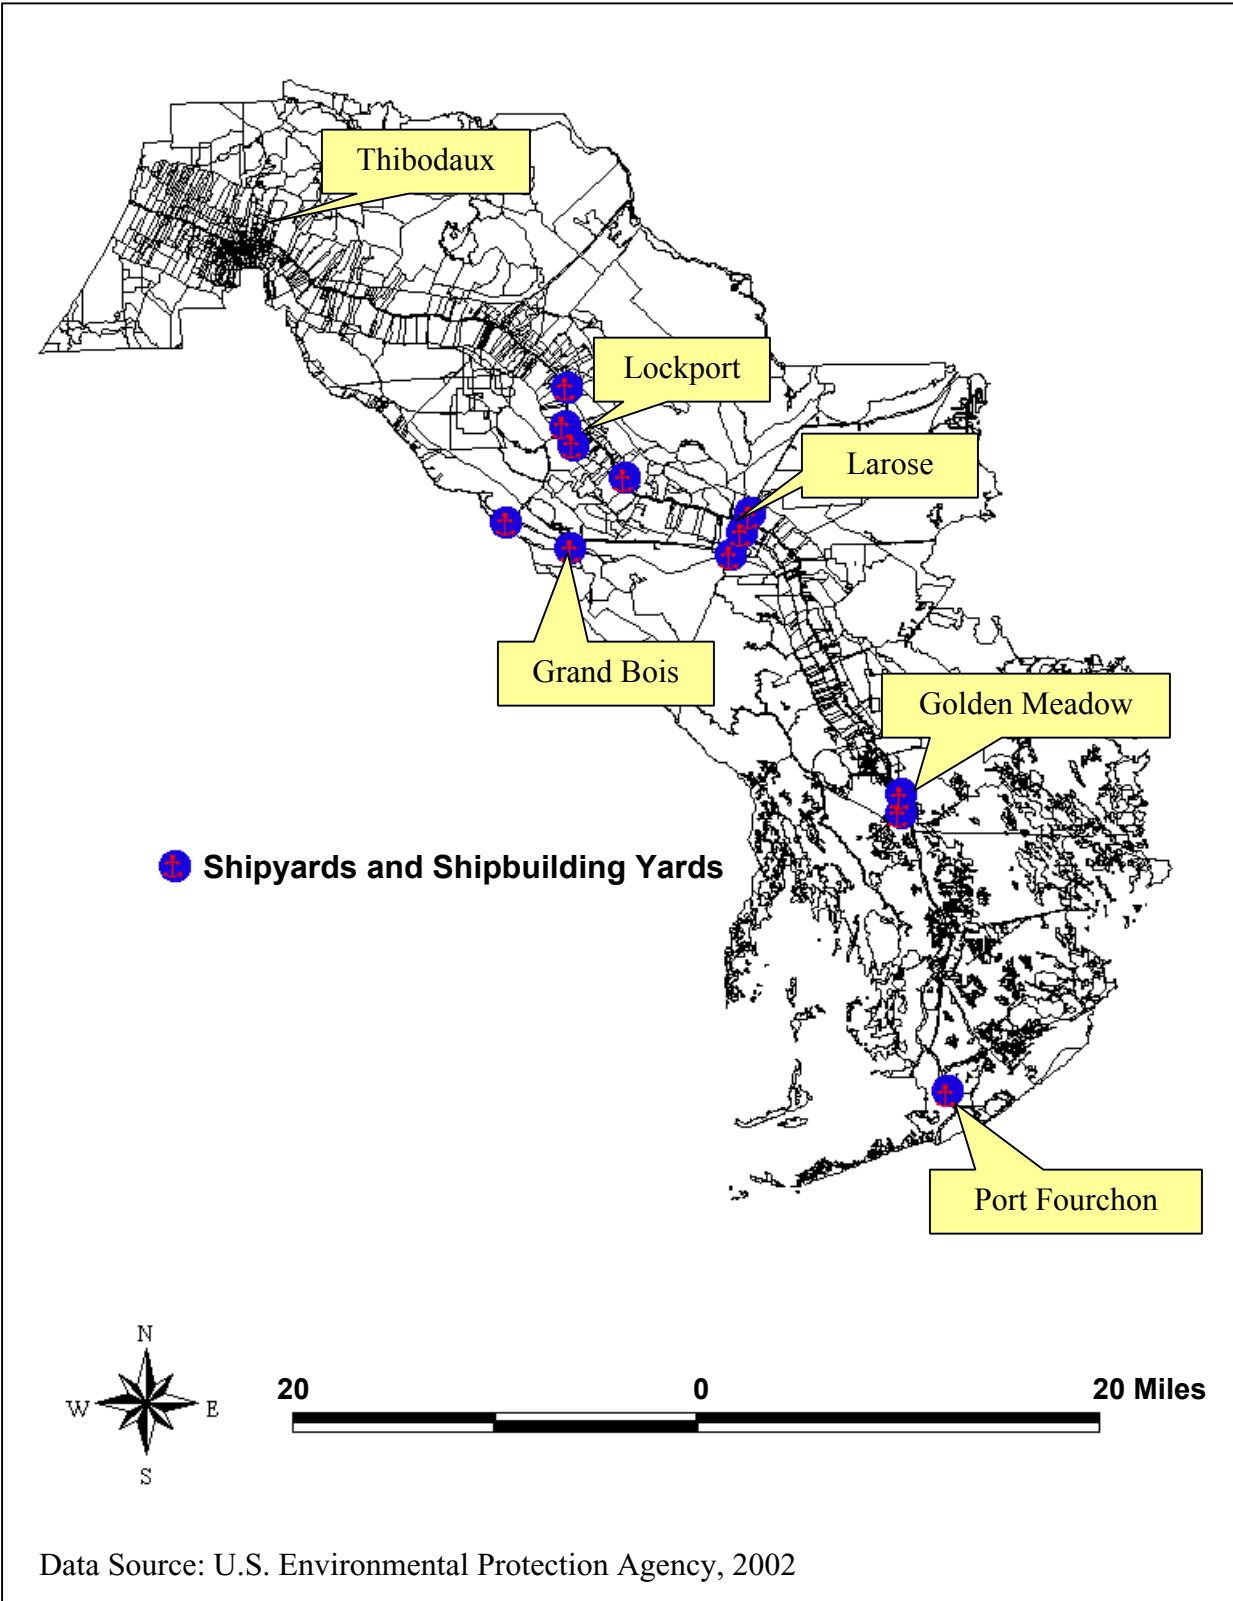 Thibodaux
Lockport
Larose
Grand Bois
Golden Meadow
Shipyards and Shipbuilding Yards
Port Fourchon
N
W E
S
20 0 20 Miles
Data Source: U.S. Environmental Protection Agency, 2002